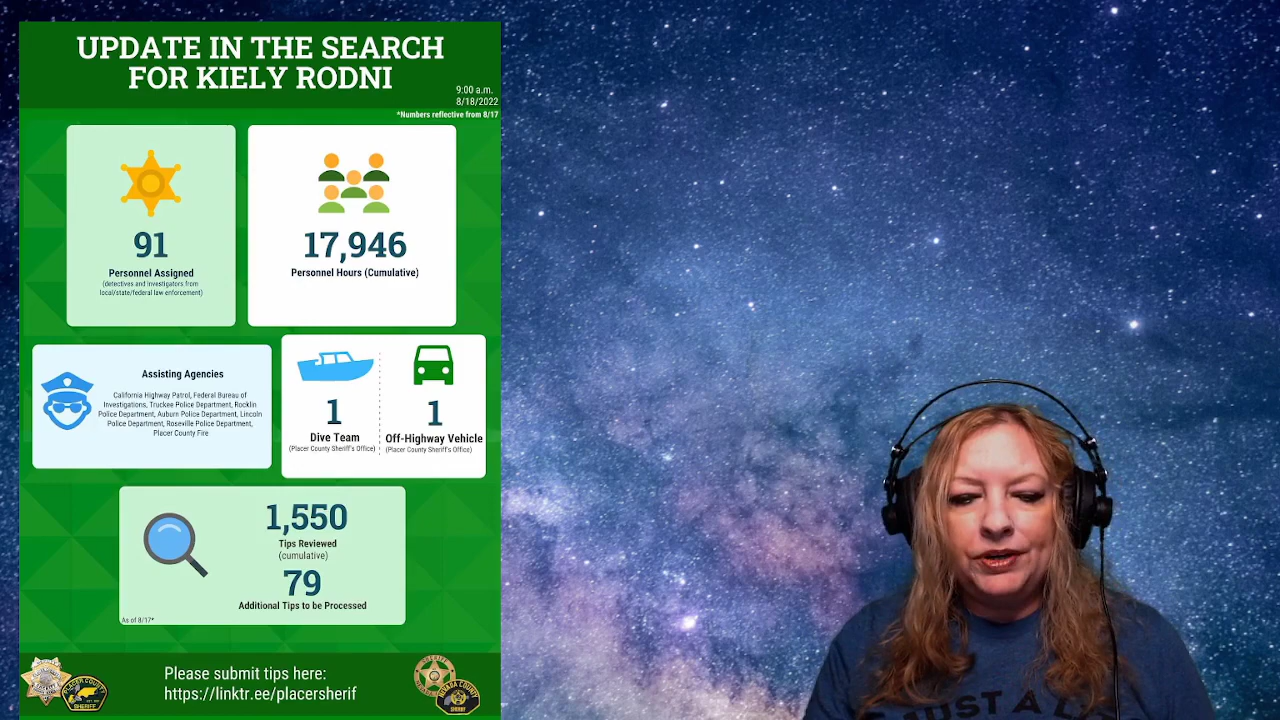 UPDATE IN THE SEARCH
FOR KIELY RODNI
9:00 a.m.
8/18/2022
*Numbers reflective from 8/17
91
Personnel Assigned
(detectives and investigators from
local/state/federal law enforcement)
17,946
Personnel Hours (Cumulative)
Assisting Agencies
California Highway Patrol, Federal Bureau of
Investigations, Truckee Police Department, Rocklin
Police Department, Auburn Police Department, Lincoln
Police Department, Roseville Police Department,
Placer County Fire
1
Dive Team
(Placer County Sheriff's Office)
1
Off-Highway Vehicle
(Placer County Sheriff's Office)
1,550
Tips Reviewed
(cumulative)
79
Additional Tips to be Processed
As of 8/17*
Please submit tips here:
https://linktr.ee/placersherif
PLACER COUNTY
SHERIFF
SHERIFF
JUST A